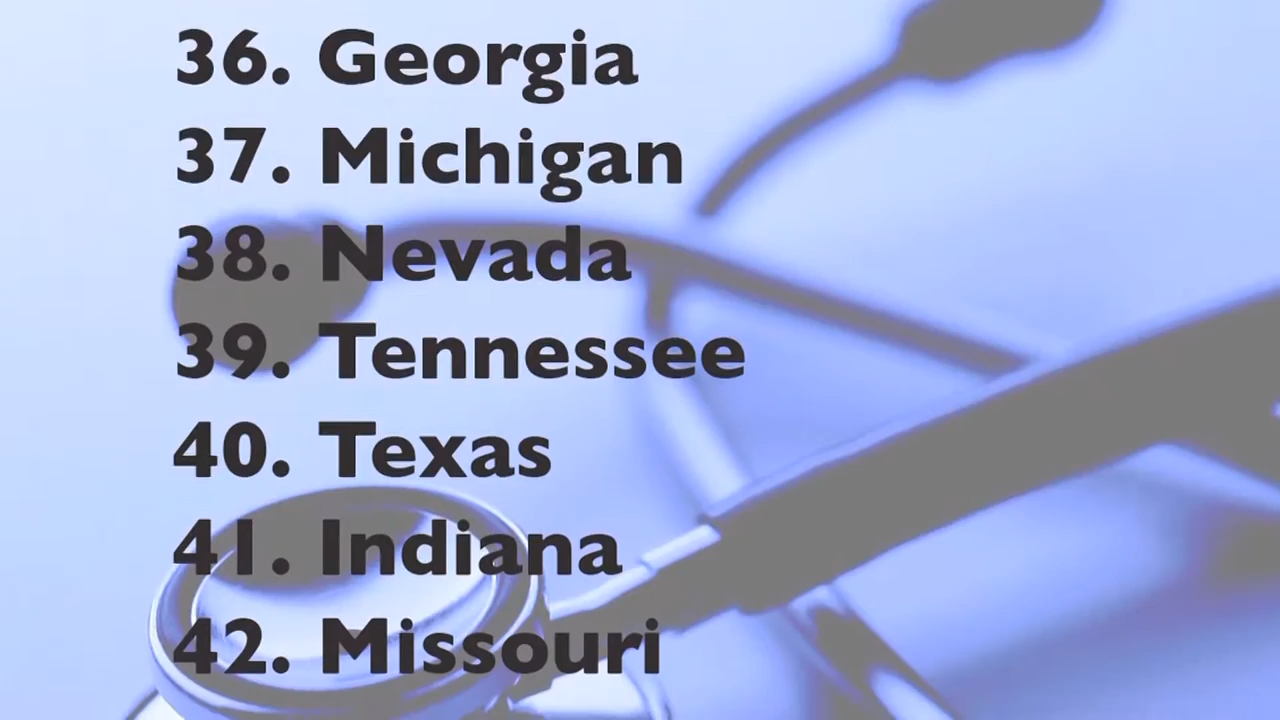 36. Georgia
37. Michigan
38. Nevada
39. Tennessee
40. Texas
41. Indiana
42. Missouri